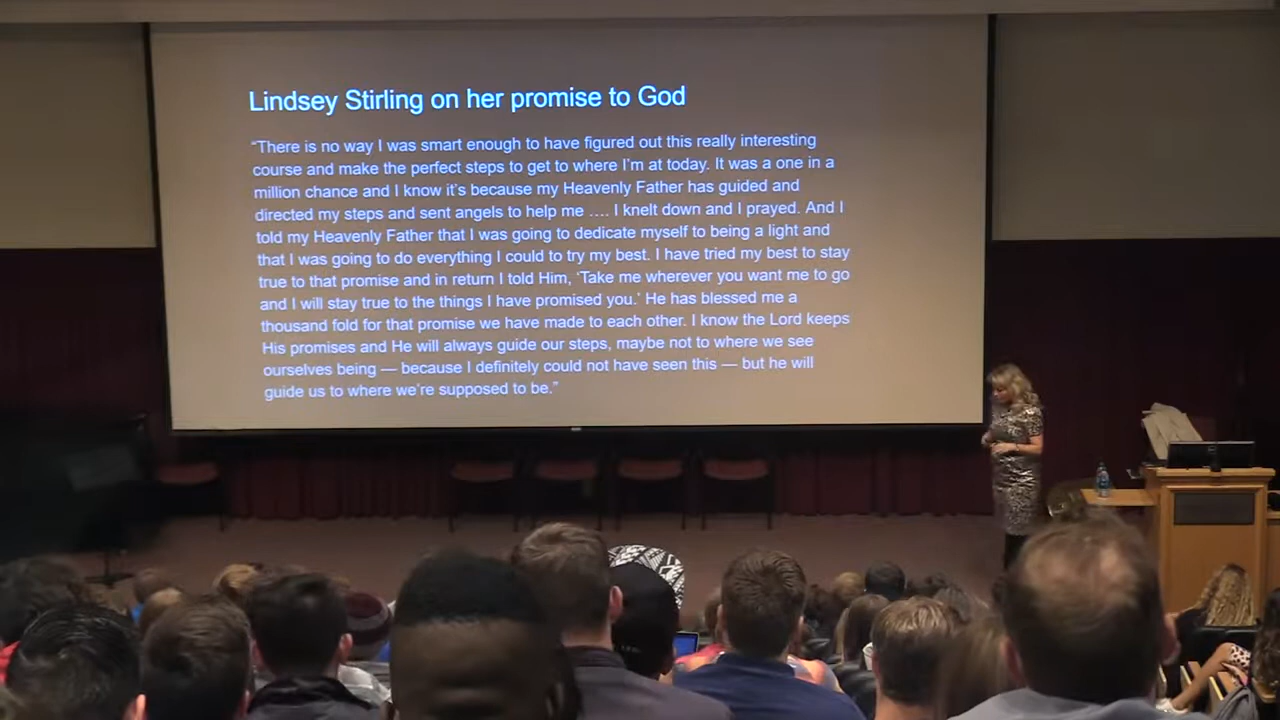 Lindsey Stirling on her promise to God
“There is no way I was smart enough to have figured out this really interesting
course and make the perfect steps to get to where I’m at today. It was a one in a
million chance and I know it’s because my Heavenly Father has guided and
directed my steps and sent angels to help me …. I knelt down and I prayed. And I
told my Heavenly Father that I was going to dedicate myself to being a light and
that I was going to do everything I could to try my best. I have tried my best to stay
true to that promise and in return I told Him, ‘Take me wherever you want me to go
and I will stay true to the things I have promised you.’ He has blessed me a
thousand fold for that promise we have made to each other. I know the Lord keeps
His promises and He will always guide our steps, maybe not to where we see
ourselves being — because I definitely could not have seen this — but he will
guide us to where we’re supposed to be.”